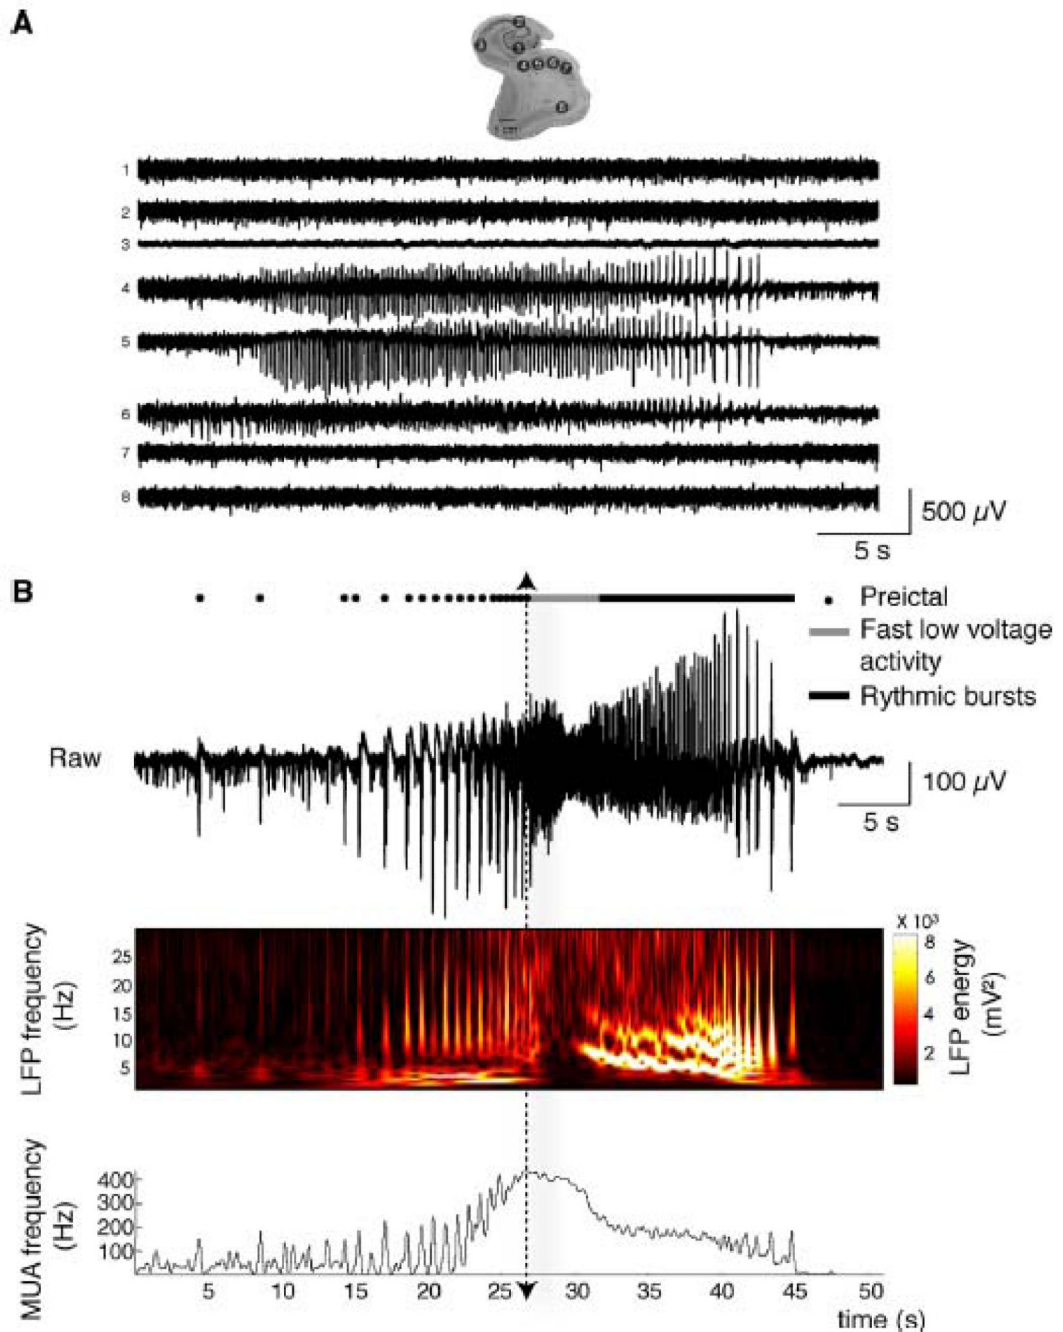 A
1 cm
1
2
3
4
5
6
7
8
500 µV
5 s
B
Preictal
Fast low voltage
activity
Rythmic bursts
Raw
100 µV
5 s
LFP frequency
(Hz)
25
20
15
10
5
X 10³
8
6
4
2
LFP energy
(mV²)
MUA frequency
(Hz)
400
300
200
100
5 10 15 20 25 30 35 40 45 50
time (s)